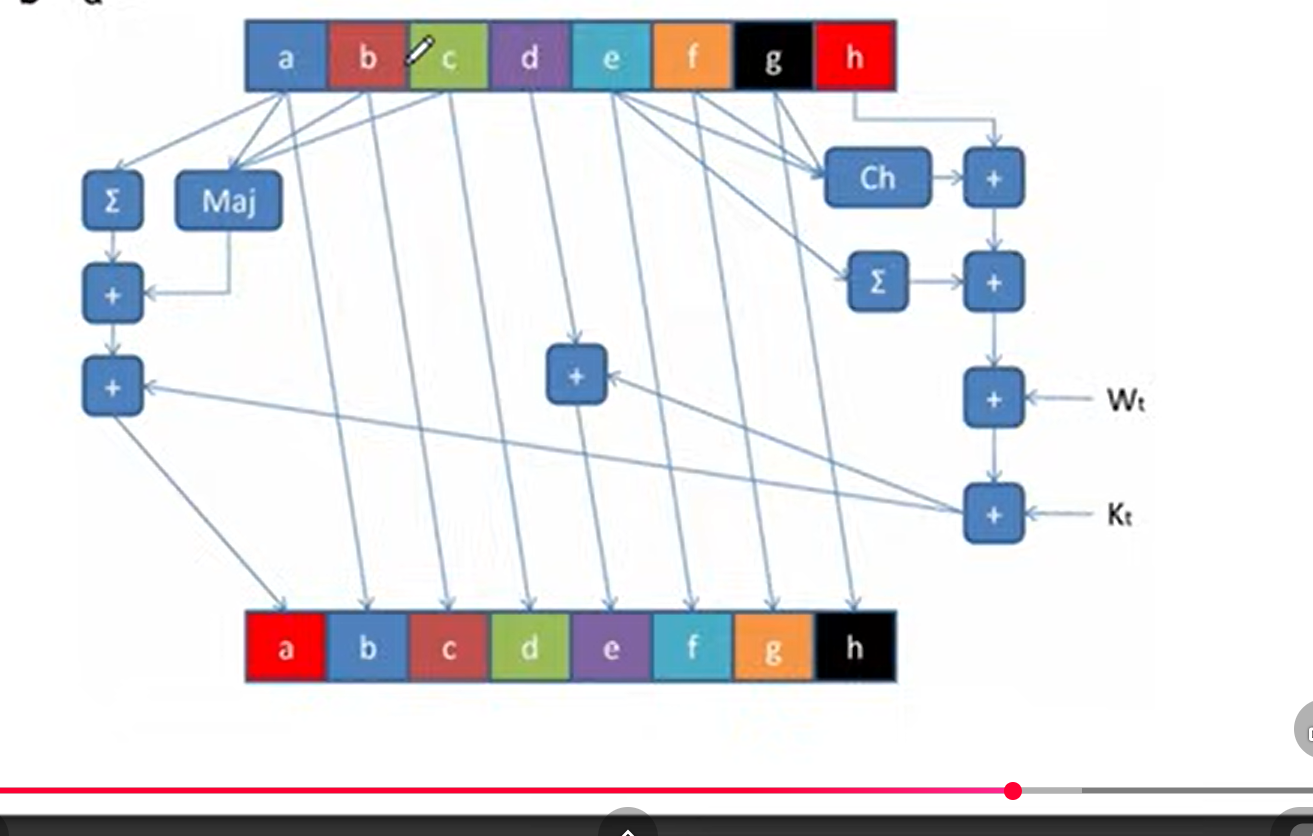 a b c d e f g h
Ch +
Σ Maj
Σ +
+
+ + + Wt
+ Kt
a b c d e f g h